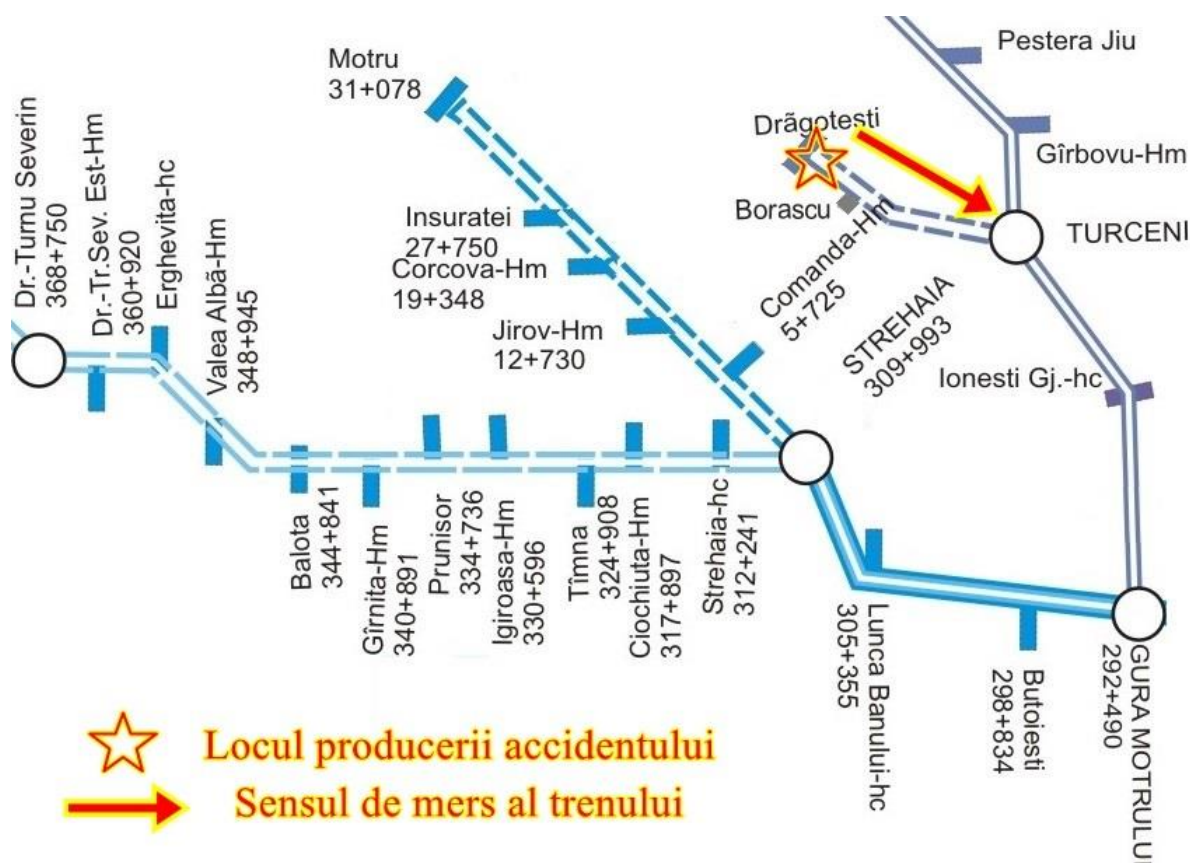 Motru
31+078
Pestera Jiu
Drãgotesti
Gîrbovu-Hm
Insuratei
27+750
Borascu
TURCENI
Corcova-Hm
19+348
Jirov-Hm
12+730
Comanda-Hm
5+725
STREHAIA
309+993
Ionesti Gj.-hc
Dr.-Turnu Severin
368+750
Dr.-Tr.Sev. Est-Hm
360+920
Erghevita-hc
Valea Albã-Hm
348+945
Balota
344+841
Gîrnita-Hm
340+891
Prunisor
334+736
Igiroasa-Hm
330+596
Tîmna
324+908
Ciochiuta-Hm
317+897
Strehaia-hc
312+241
Lunca Banului-hc
305+355
Butoiesti
298+834
GURA MOTRULUI
292+490
Locul producerii accidentului
Sensul de mers al trenului